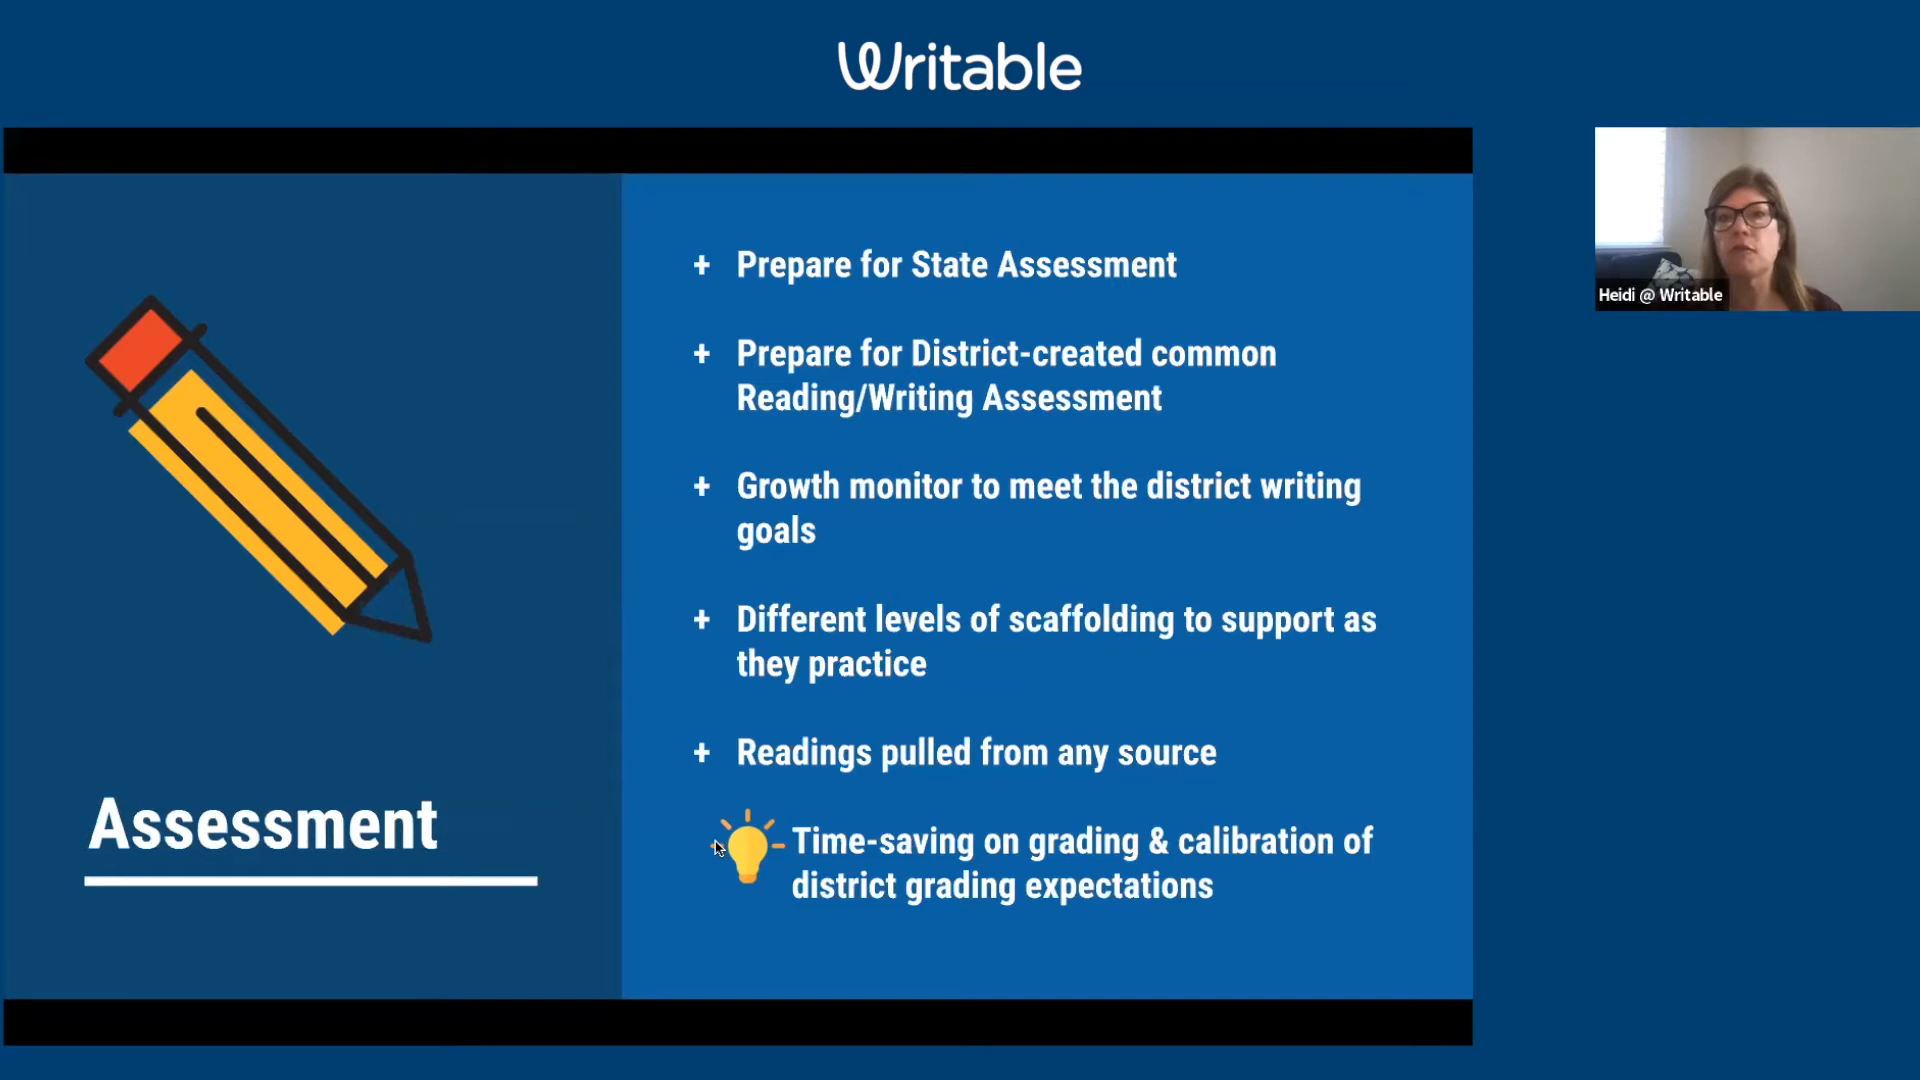 Writable
+ Prepare for State Assessment
+ Prepare for District-created common
Reading/Writing Assessment
+ Growth monitor to meet the district writing
goals
+ Different levels of scaffolding to support as
they practice
+ Readings pulled from any source
Time-saving on grading & calibration of
district grading expectations
Assessment
Heidi @ Writable